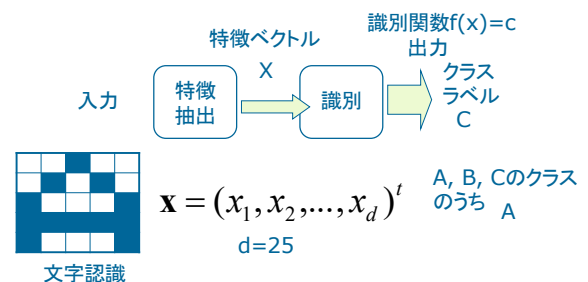 識別関数f(x)=c
出力
特徴ベクトル
X
クラス
ラベル
C
入力
特徴
抽出
識別
x = (x1, x2,..., xd)^t
d=25
A, B, Cのクラス
のうち A
文字認識